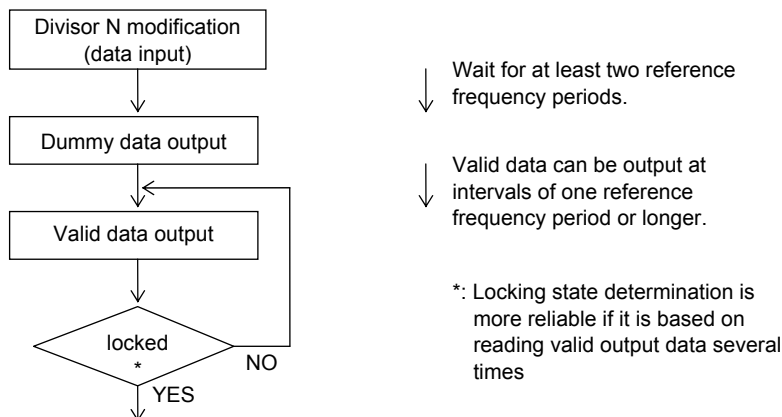 Divisor N modification
(data input)
Dummy data output
Valid data output
locked
*
NO
YES
Wait for at least two reference
frequency periods.
Valid data can be output at
intervals of one reference
frequency period or longer.
*: Locking state determination is
more reliable if it is based on
reading valid output data several
times